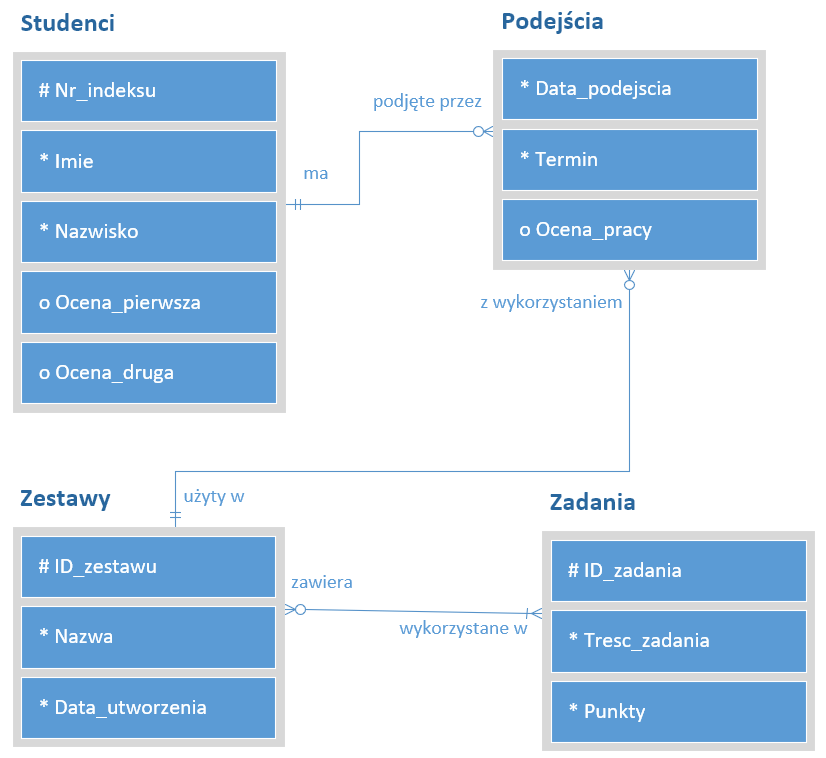 Studenci
# Nr_indeksu
* Imie
* Nazwisko
o Ocena_pierwsza
o Ocena_druga
ma
podjęte przez
Podejścia
* Data_podejscia
* Termin
o Ocena_pracy
z wykorzystaniem
użyty w
Zestawy
# ID_zestawu
* Nazwa
* Data_utworzenia
zawiera
wykorzystane w
Zadania
# ID_zadania
* Tresc_zadania
* Punkty